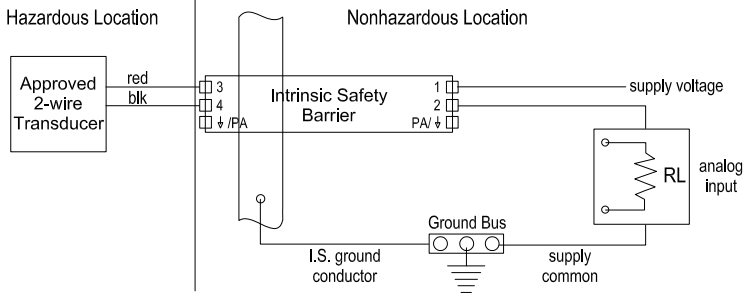 Hazardous Location
Nonhazardous Location
Approved
2-wire
Transducer
red
blk
3
4
⏚ /PA
Intrinsic Safety
Barrier
1
2
PA/ ⏚
supply voltage
RL
analog
input
Ground Bus
I.S. ground
conductor
supply
common